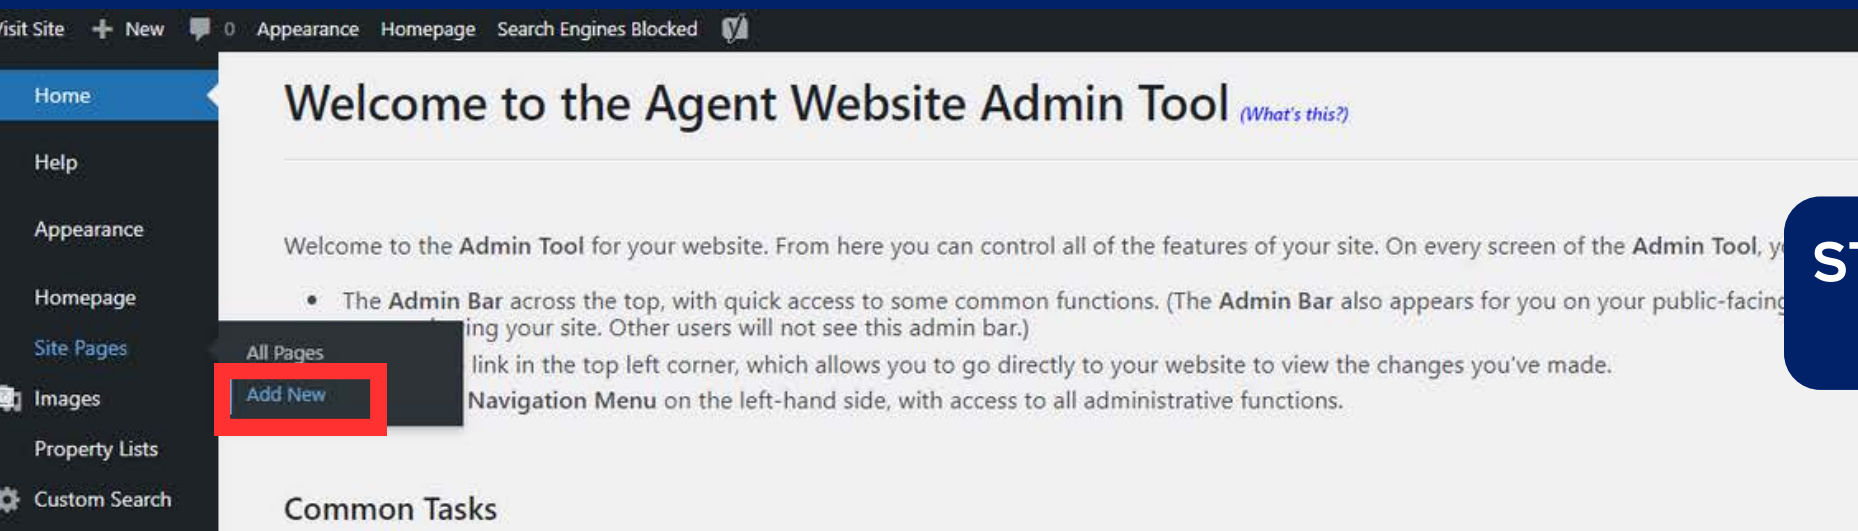 Visit Site + New 0 Appearance Homepage Search Engines Blocked
Home
Help
Appearance
Homepage
Site Pages
Images
Property Lists
Custom Search
All Pages
Add New
Welcome to the Agent Website Admin Tool (What's this?)
Welcome to the Admin Tool for your website. From here you can control all of the features of your site. On every screen of the Admin Tool,
• The Admin Bar across the top, with quick access to some common functions. (The Admin Bar also appears for you on your public-facing
your site. Other users will not see this admin bar.)
link in the top left corner, which allows you to go directly to your website to view the changes you've made.
Navigation Menu on the left-hand side, with access to all administrative functions.
Common Tasks